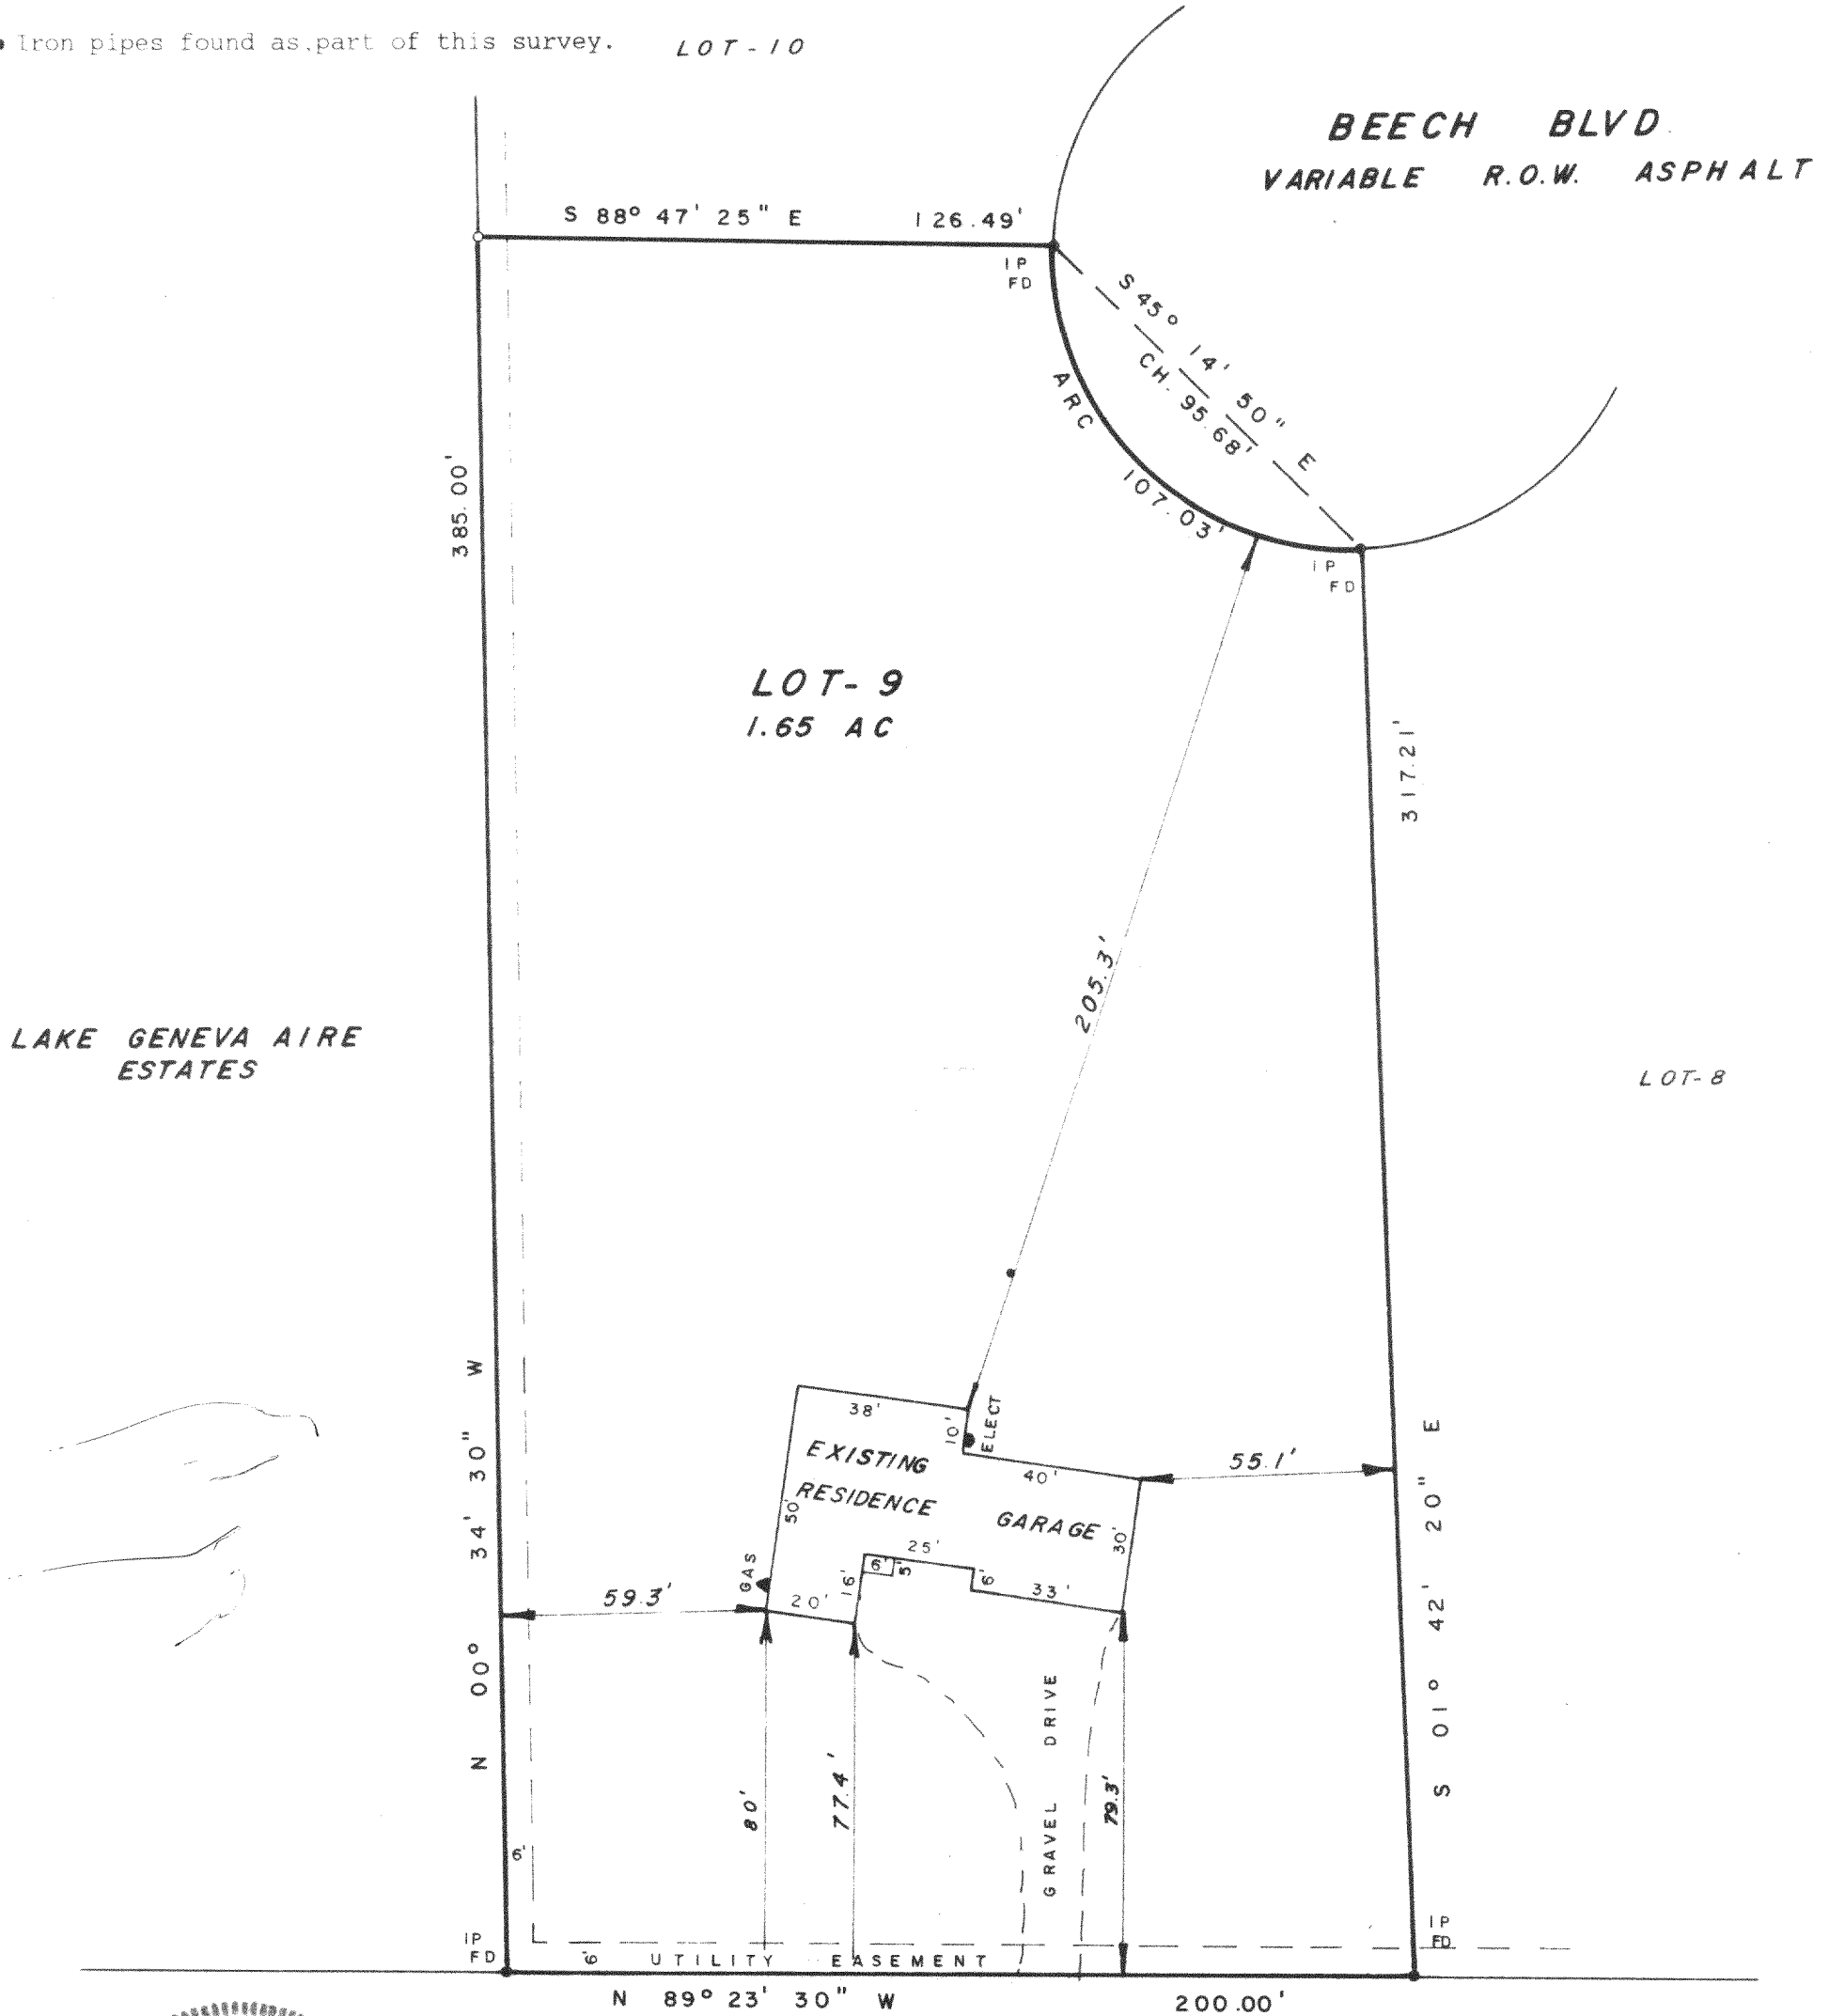 Iron pipes found as part of this survey.
LOT-10
BEECH BLVD.
VARIABLE R.O.W. ASPHALT
S 88° 47' 25" E 126.49'
IP
FD
S 45° 14' 50" E
CH. 95.68'
ARC 107.03'
IP
FD
385.00'
LOT-9
1.65 AC
317.21'
205.3'
LAKE GENEVA AIRE
ESTATES
LOT-8
N 00° 34' 30" W
38'
10'
ELECT
EXISTING
RESIDENCE
40'
55.1'
S 01° 42' 20" E
50'
GARAGE
30'
25'
6'
5'
6'
33'
16'
GAS
59.3'
20'
80'
77.4'
GRAVEL DRIVE
79.3'
6'
IP
FD
IP
FD
6' UTILITY EASEMENT
N 89° 23' 30" W 200.00'